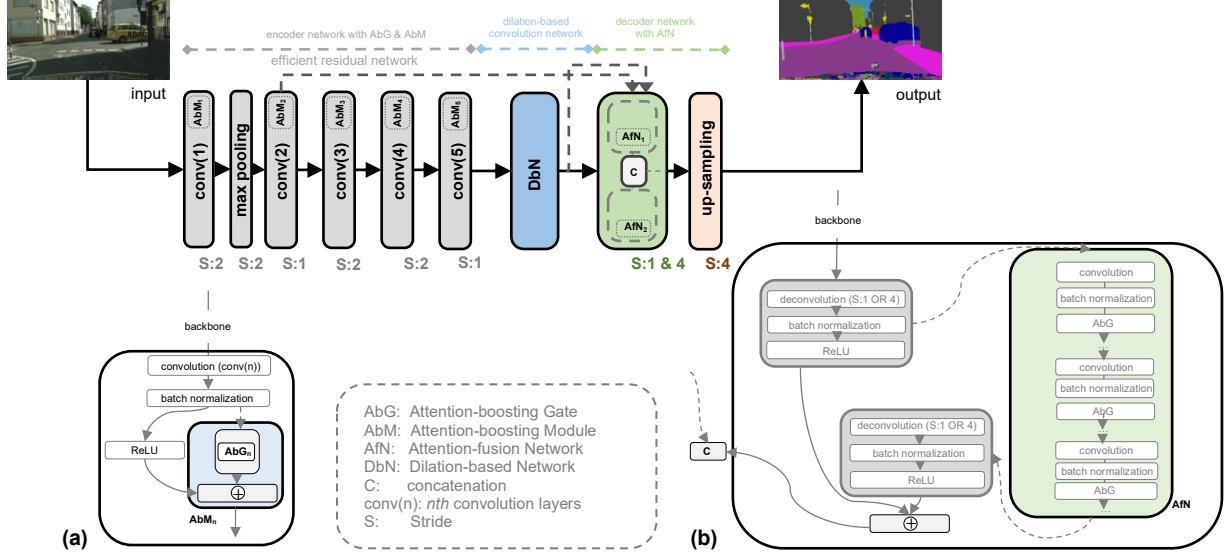 encoder network with AbG & AbM
dilation-based
convolution network
decoder network
with AfN
efficient residual network
input
output
AbM1
AbM2
AbM3
AbM4
AbM5
conv(1)
max pooling
conv(2)
conv(3)
conv(4)
conv(5)
DbN
AfN1
C
AfN2
up-sampling
S:2
S:2
S:1
S:2
S:2
S:1
S:1 & 4
S:4
backbone
convolution (conv(n))
batch normalization
ReLU
AbGn
AbMn
(a)
AbG: Attention-boosting Gate
AbM: Attention-boosting Module
AfN: Attention-fusion Network
DbN: Dilation-based Network
C: concatenation
conv(n): nth convolution layers
S: Stride
backbone
deconvolution (S:1 OR 4)
batch normalization
ReLU
deconvolution (S:1 OR 4)
batch normalization
ReLU
C
convolution
batch normalization
AbG
...
convolution
batch normalization
AbG
...
convolution
batch normalization
AbG
...
AfN
(b)